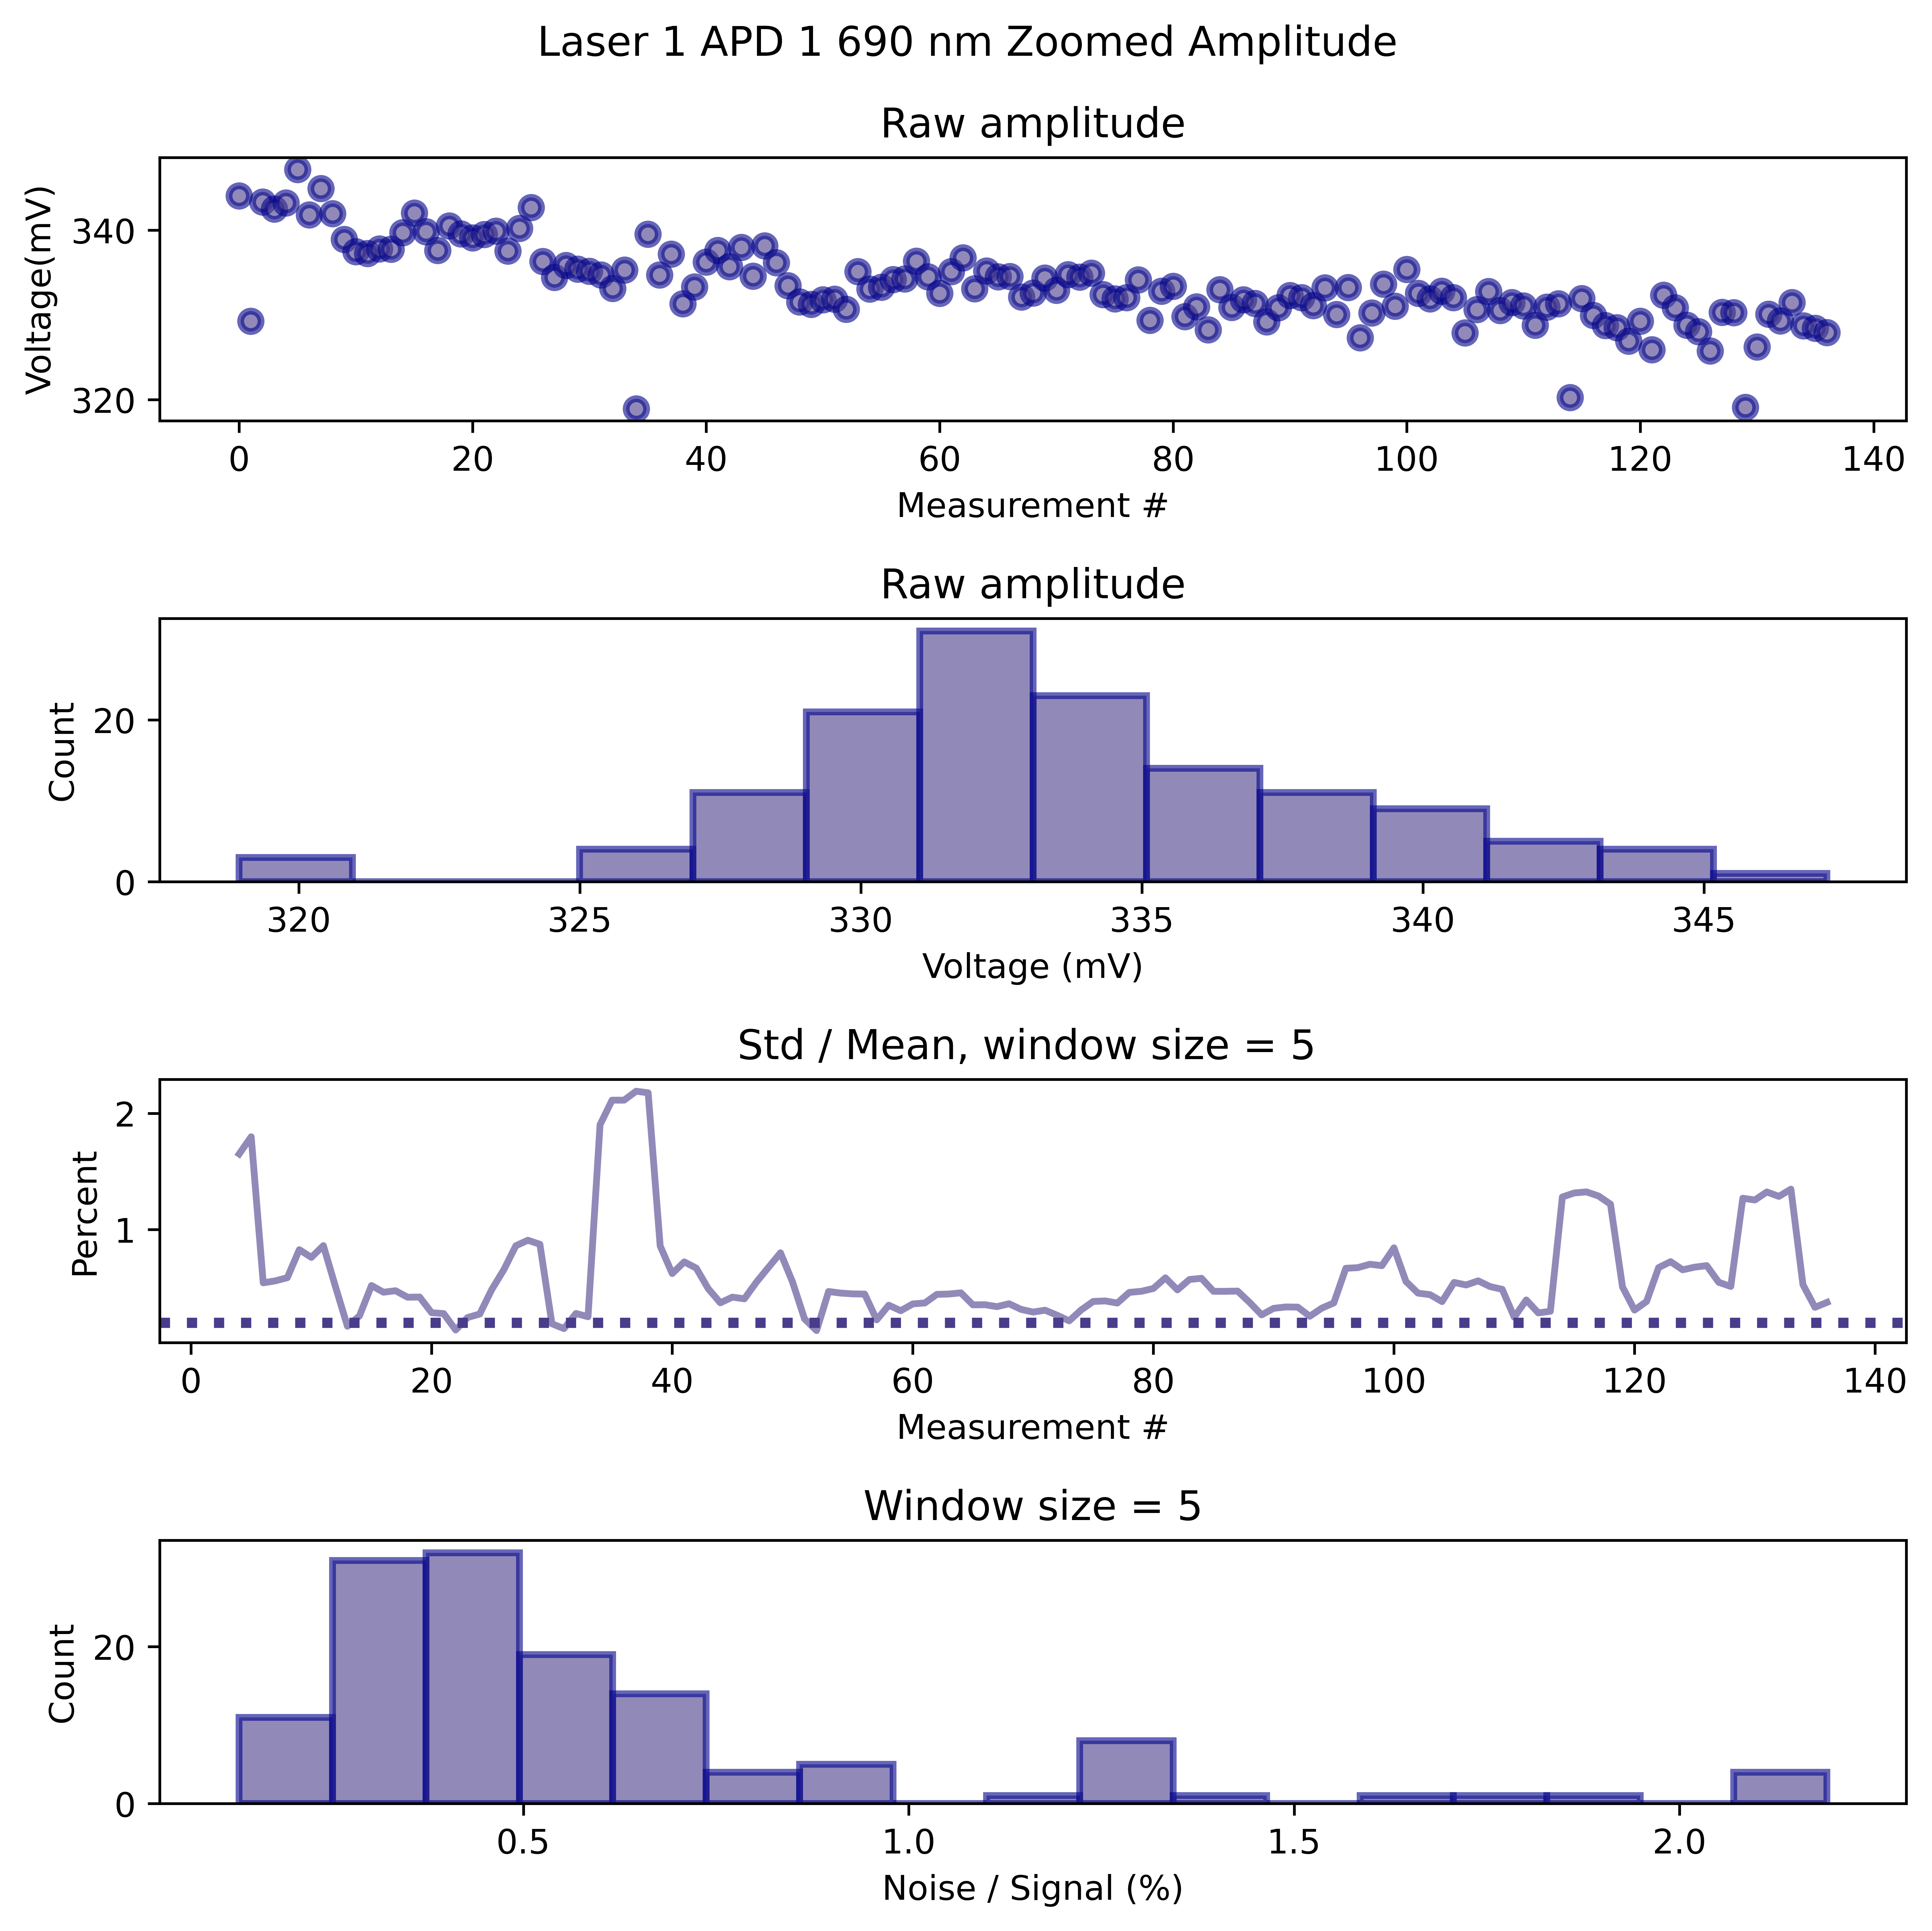 Laser 1 APD 1 690 nm Zoomed Amplitude
Raw amplitude
Voltage(mV)
340
320
0 20 40 60 80 100 120 140
Measurement #
Raw amplitude
Count
20
0
320 325 330 335 340 345
Voltage (mV)
Std / Mean, window size = 5
Percent
2
1
0 20 40 60 80 100 120 140
Measurement #
Window size = 5
Count
20
0
0.5 1.0 1.5 2.0
Noise / Signal (%)